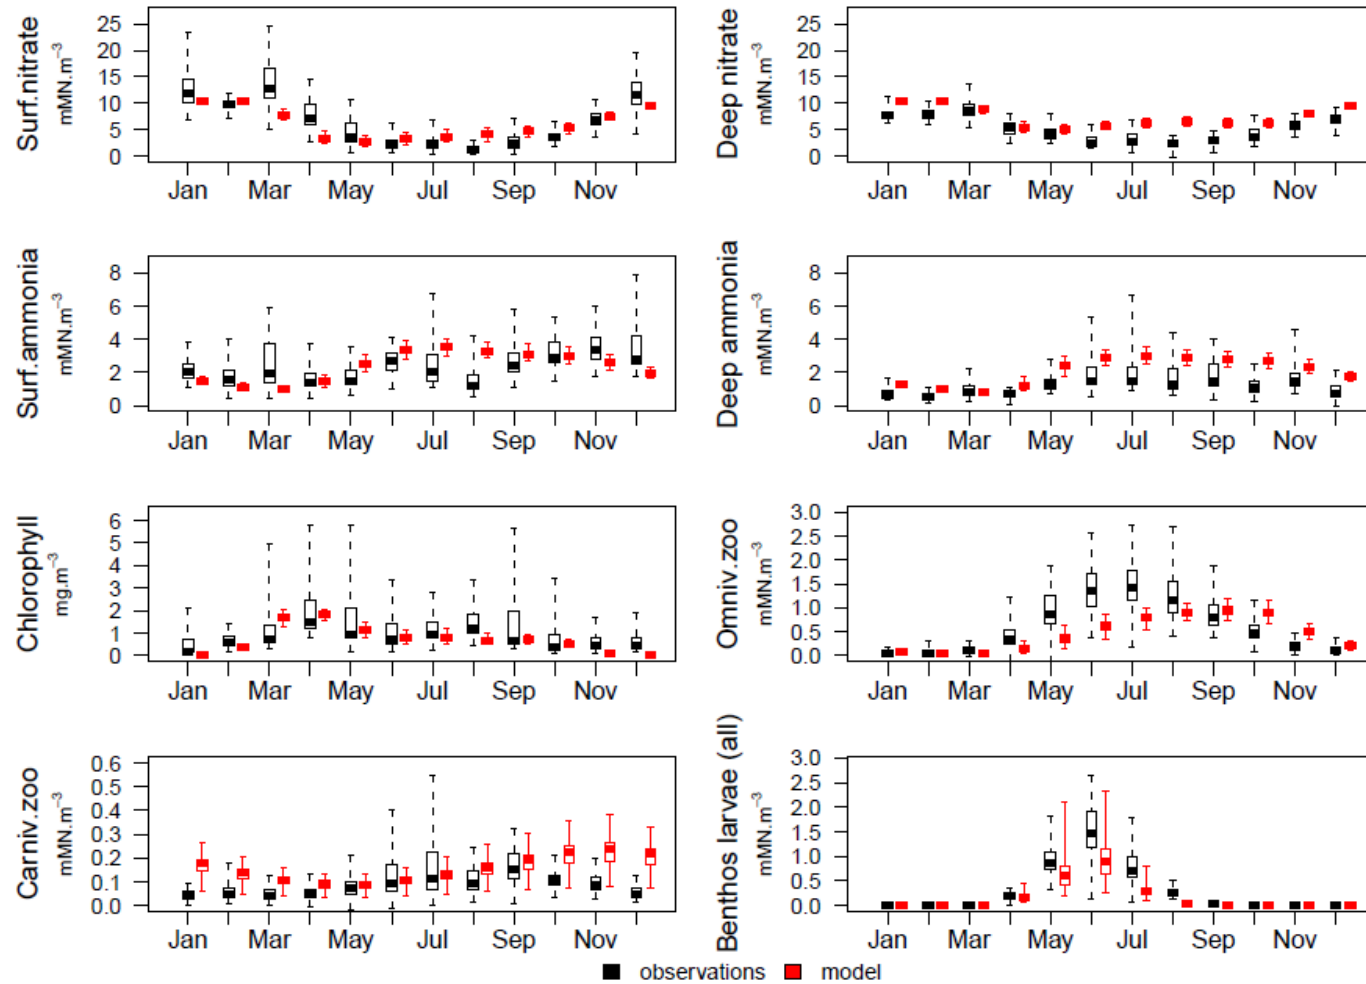 Surf.nitrate
mMN.m⁻³
25
20
15
10
5
0
Jan Mar May Jul Sep Nov
Deep nitrate
mMN.m⁻³
25
20
15
10
5
0
Jan Mar May Jul Sep Nov
Surf.ammonia
mMN.m⁻³
8
6
4
2
0
Jan Mar May Jul Sep Nov
Deep ammonia
mMN.m⁻³
8
6
4
2
0
Jan Mar May Jul Sep Nov
Chlorophyll
mg.m⁻³
6
5
4
3
2
1
0
Jan Mar May Jul Sep Nov
Omniv.zoo
mMN.m⁻³
3.0
2.5
2.0
1.5
1.0
0.5
0.0
Jan Mar May Jul Sep Nov
Carniv.zoo
mMN.m⁻³
0.6
0.5
0.4
0.3
0.2
0.1
0.0
Jan Mar May Jul Sep Nov
Benthos larvae (all)
mMN.m⁻³
3.0
2.5
2.0
1.5
1.0
0.5
0.0
Jan Mar May Jul Sep Nov
observations model